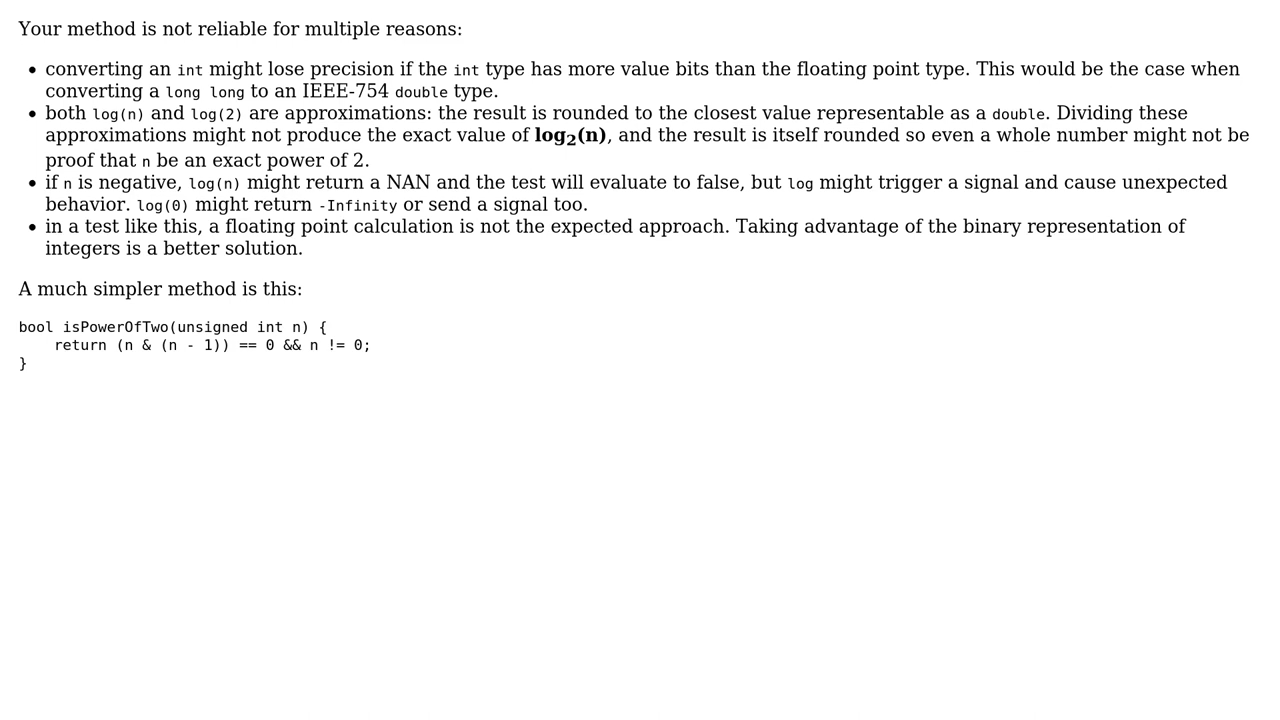 Your method is not reliable for multiple reasons:
• converting an int might lose precision if the int type has more value bits than the floating point type. This would be the case when
converting a long long to an IEEE-754 double type.
• both log(n) and log(2) are approximations: the result is rounded to the closest value representable as a double. Dividing these
approximations might not produce the exact value of log2(n), and the result is itself rounded so even a whole number might not be
proof that n be an exact power of 2.
• if n is negative, log(n) might return a NAN and the test will evaluate to false, but log might trigger a signal and cause unexpected
behavior. log(0) might return -Infinity or send a signal too.
• in a test like this, a floating point calculation is not the expected approach. Taking advantage of the binary representation of
integers is a better solution.
A much simpler method is this:
bool isPowerOfTwo(unsigned int n) {
    return (n & (n - 1)) == 0 && n != 0;
}